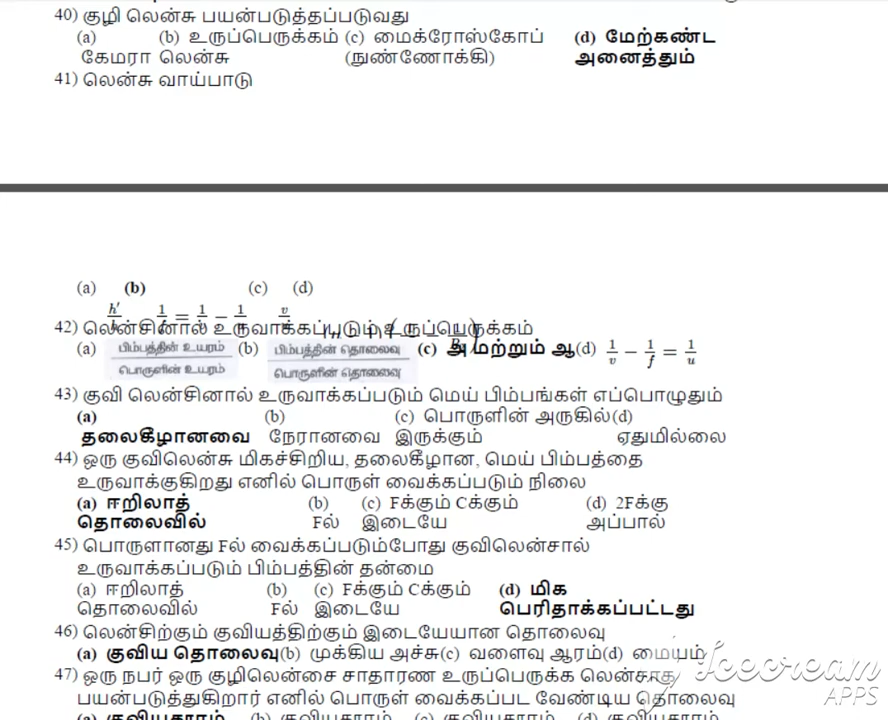 40) குழி லென்சு பயன்படுத்தப்படுவது
(a) (b) உருப்பெருக்கம் (c) மைக்ரோஸ்கோப் (d) மேற்கண்ட
கேமரா லென்சு (நுண்ணோக்கி) அனைத்தும்
41) லென்சு வாய்பாடு
(a) (b) (c) (d)
42) லென்சினால் உருவாக்கப்படும் உருப்பெருக்கம்
(a) பிம்பத்தின் உயரம் / பொருளின் உயரம் (b) பிம்பத்தின் தொலைவு / பொருளின் தொலைவு (c) அ மற்றும் ஆ (d) 1/v − 1/f = 1/u
43) குவி லென்சினால் உருவாக்கப்படும் மெய் பிம்பங்கள் எப்பொழுதும்
(a) (b) (c) பொருளின் அருகில் (d)
தலைகீழானவை நேரானவை இருக்கும் ஏதுமில்லை
44) ஒரு குவிலென்சு மிகச்சிறிய, தலைகீழான, மெய் பிம்பத்தை
உருவாக்குகிறது எனில் பொருள் வைக்கப்படும் நிலை
(a) ஈறிலாத் (b) (c) Fக்கும் Cக்கும் (d) 2Fக்கு
தொலைவில் Fல் இடையே அப்பால்
45) பொருளானது Fல் வைக்கப்படும்போது குவிலென்சால்
உருவாக்கப்படும் பிம்பத்தின் தன்மை
(a) ஈறிலாத் (b) (c) Fக்கும் Cக்கும் (d) மிக
தொலைவில் Fல் இடையே பெரிதாக்கப்பட்டது
46) லென்சிற்கும் குவியத்திற்கும் இடையேயான தொலைவு
(a) குவிய தொலைவு (b) முக்கிய அச்சு (c) வளைவு ஆரம் (d) மையம்
47) ஒரு நபர் ஒரு குழிலென்சை சாதாரண உருப்பெருக்க லென்சாக
பயன்படுத்துகிறார் எனில் பொருள் வைக்கப்பட வேண்டிய தொலைவு
Icecream
APPS